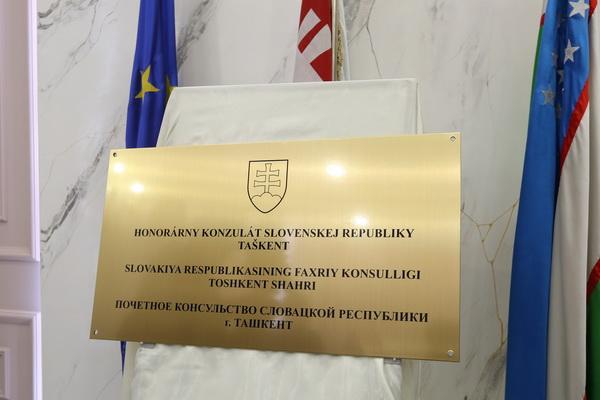 HONORÁRNY KONZULÁT SLOVENSKEJ REPUBLIKY
TAŠKENT
SLOVAKIYA RESPUBLIKASINING FAXRIY KONSULLIGI
TOSHKENT SHAHRI
ПОЧЕТНОЕ КОНСУЛЬСТВО СЛОВАЦКОЙ РЕСПУБЛИКИ
г. ТАШКЕНТ